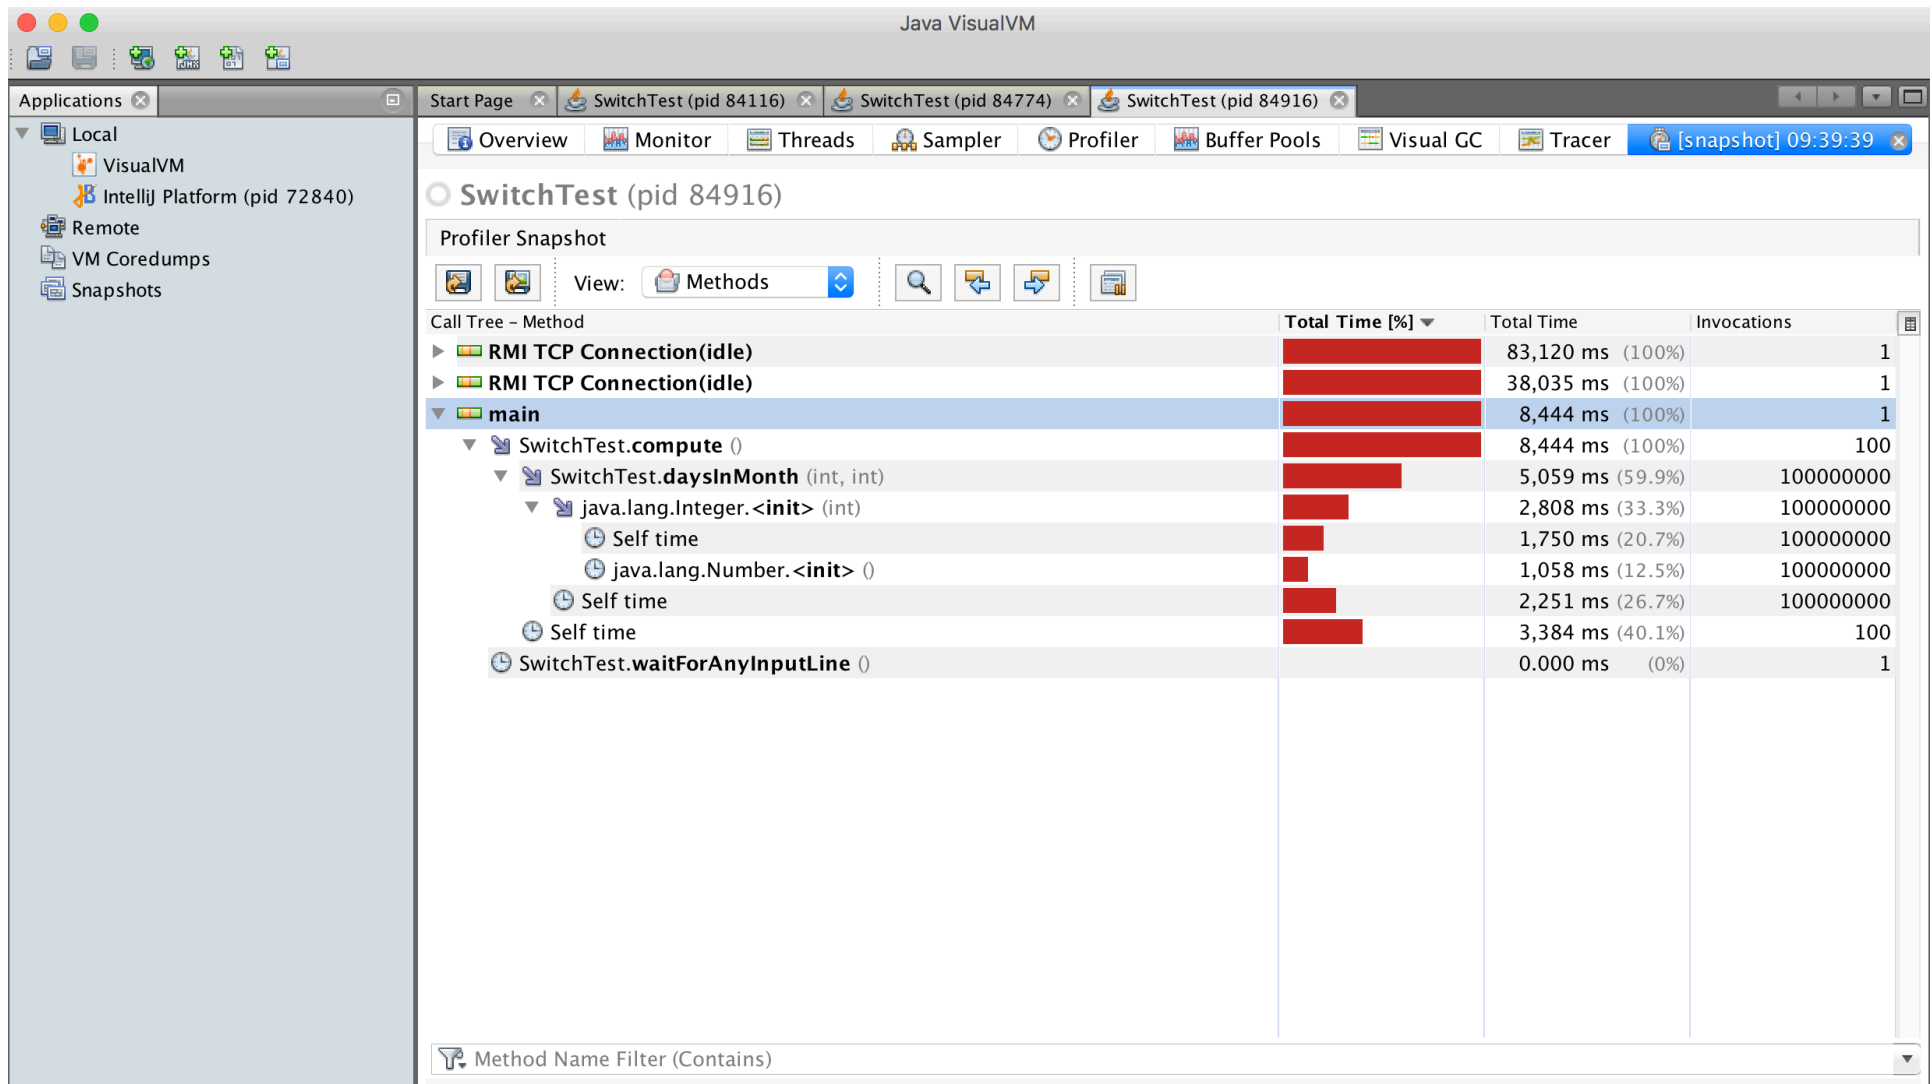 Java VisualVM
Applications
Start Page
SwitchTest (pid 84116)
SwitchTest (pid 84774)
SwitchTest (pid 84916)
Local
VisualVM
IntelliJ Platform (pid 72840)
Remote
VM Coredumps
Snapshots
Overview
Monitor
Threads
Sampler
Profiler
Buffer Pools
Visual GC
Tracer
[snapshot] 09:39:39
SwitchTest (pid 84916)
Profiler Snapshot
View: Methods
Call Tree – Method Total Time [%] Total Time Invocations
RMI TCP Connection(idle) 83,120 ms (100%) 1
RMI TCP Connection(idle) 38,035 ms (100%) 1
main 8,444 ms (100%) 1
SwitchTest.compute () 8,444 ms (100%) 100
SwitchTest.daysInMonth (int, int) 5,059 ms (59.9%) 100000000
java.lang.Integer.<init> (int) 2,808 ms (33.3%) 100000000
Self time 1,750 ms (20.7%) 100000000
java.lang.Number.<init> () 1,058 ms (12.5%) 100000000
Self time 2,251 ms (26.7%) 100000000
Self time 3,384 ms (40.1%) 100
SwitchTest.waitForAnyInputLine () 0.000 ms (0%) 1
Method Name Filter (Contains)